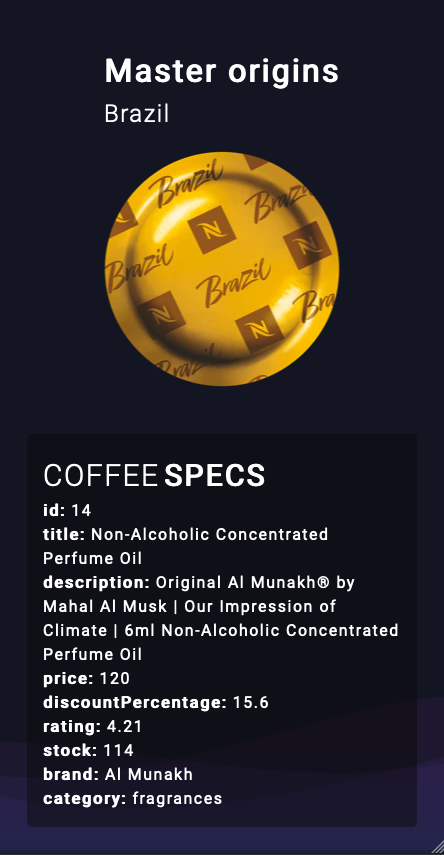 Master origins
Brazil
Brazil
Brazil
N
N
Brazil
Brazil
N
Brazil
N
Brazil
COFFEE SPECS
id: 14
title: Non-Alcoholic Concentrated
Perfume Oil
description: Original Al Munakh® by
Mahal Al Musk | Our Impression of
Climate | 6ml Non-Alcoholic Concentrated
Perfume Oil
price: 120
discountPercentage: 15.6
rating: 4.21
stock: 114
brand: Al Munakh
category: fragrances